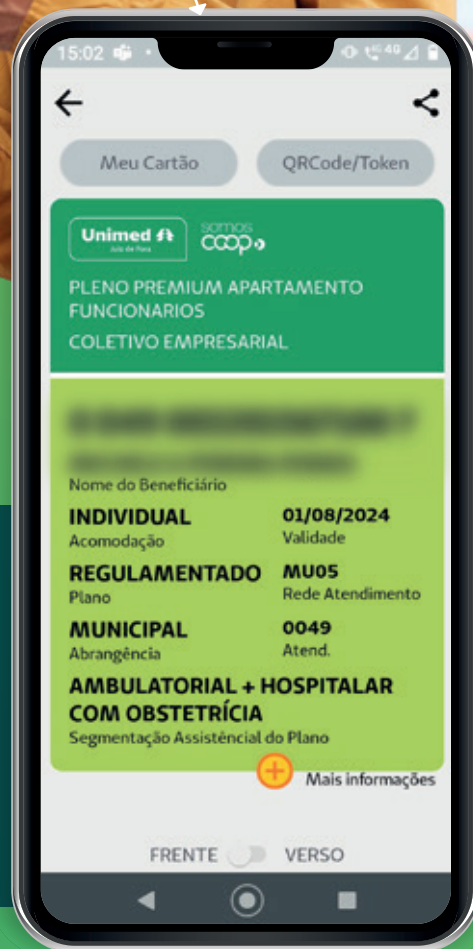 15:02
4G
Meu Cartão QRCode/Token
Unimed
Juiz de Fora
somos
coop
PLENO PREMIUM APARTAMENTO
FUNCIONARIOS
COLETIVO EMPRESARIAL
Nome do Beneficiário
INDIVIDUAL 01/08/2024
Acomodação Validade
REGULAMENTADO MU05
Plano Rede Atendimento
MUNICIPAL 0049
Abrangência Atend.
AMBULATORIAL + HOSPITALAR
COM OBSTETRÍCIA
Segmentação Assistêncial do Plano
Mais informações
FRENTE VERSO